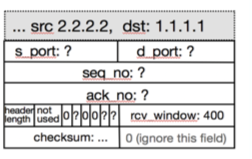 ... src 2.2.2.2, dst: 1.1.1.1
s_port: ? d_port: ?
seq_no: ?
ack_no: ?
header length not used 0 ? 0 0 ? ? rcv_window: 400
checksum: ... 0 (ignore this field)